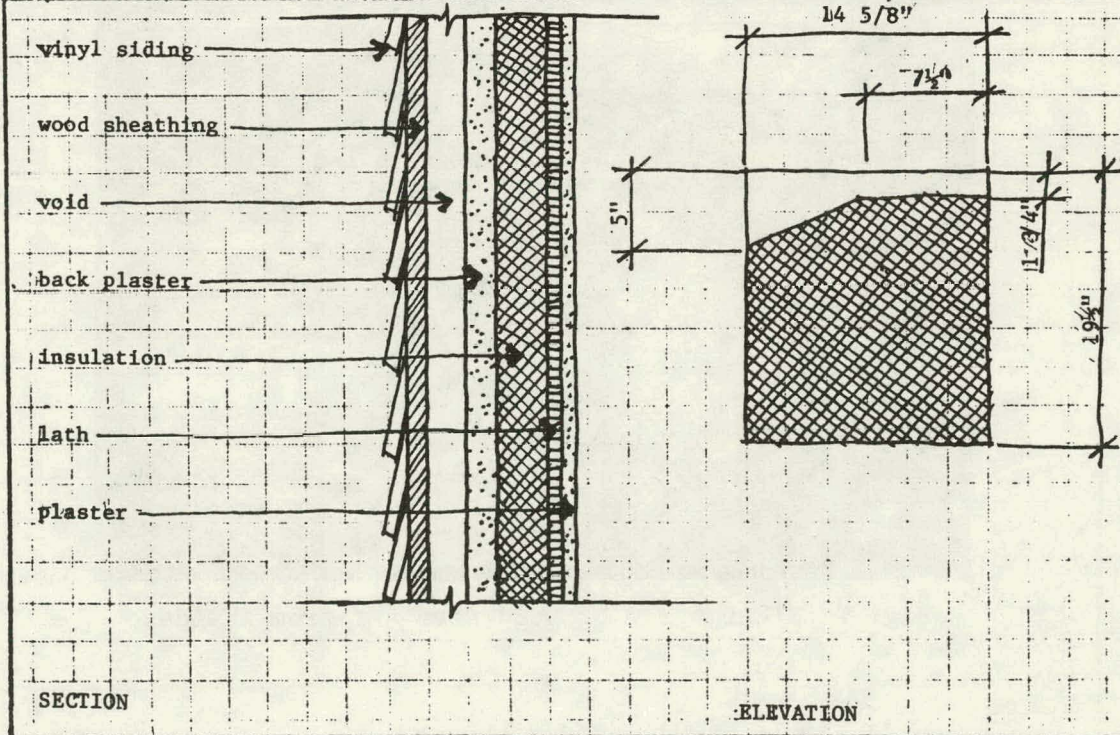 vinyl siding
wood sheathing
void
back plaster
insulation
lath
plaster
SECTION
14 5/8"
7½"
5"
1 3/4"
19½"
ELEVATION